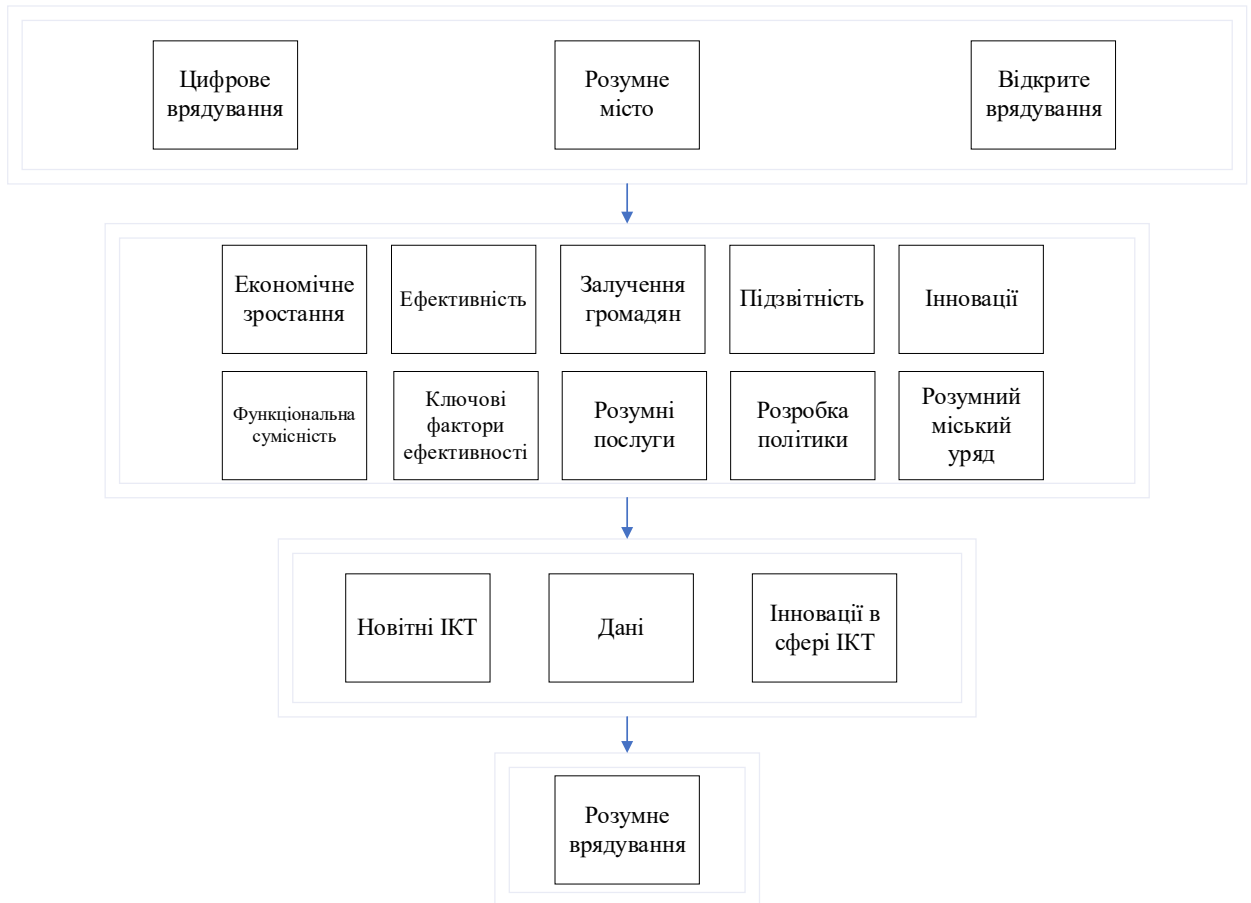 Цифрове
врядування
Розумне
місто
Відкрите
врядування
Економічне
зростання
Ефективність
Залучення
громадян
Підзвітність
Інновації
Функціональна
сумісність
Ключові
фактори
ефективності
Розумні
послуги
Розробка
політики
Розумний
міський
уряд
Новітні ІКТ
Дані
Інновації в
сфері ІКТ
Розумне
врядування